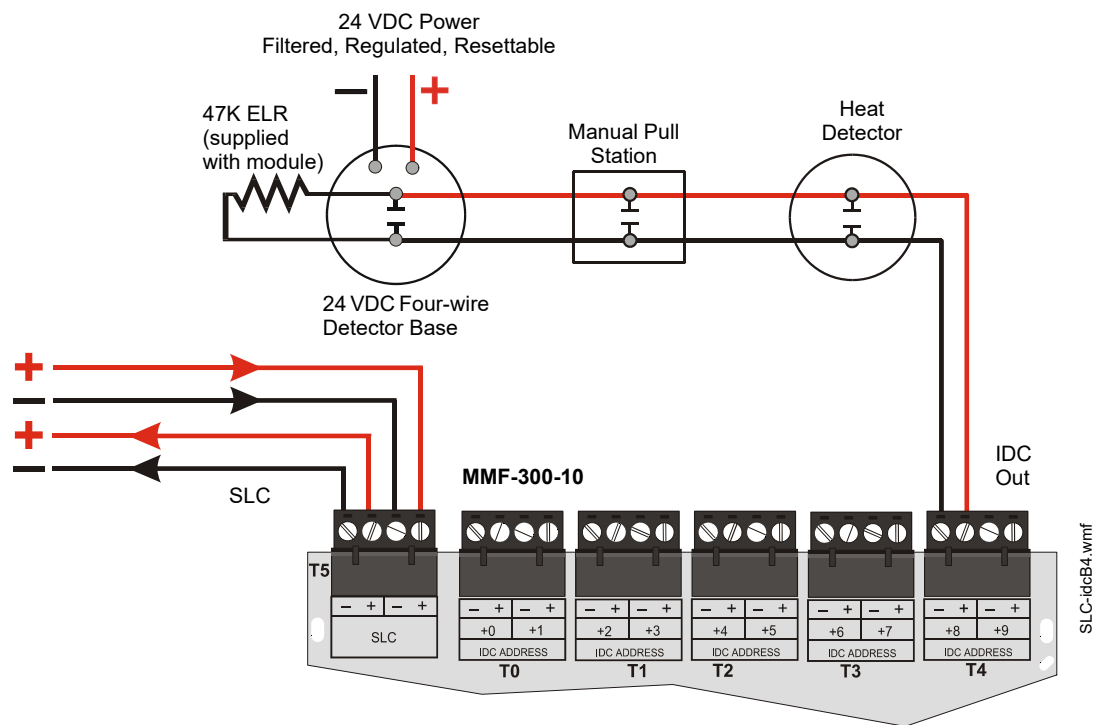 24 VDC Power
Filtered, Regulated, Resettable
− +
47K ELR
(supplied
with module)
Manual Pull
Station
Heat
Detector
24 VDC Four-wire
Detector Base
+
−
+
−
SLC
MMF-300-10
IDC
Out
T5
− + − +
SLC
− + − +
+0 +1
IDC ADDRESS
T0
− + − +
+2 +3
IDC ADDRESS
T1
− + − +
+4 +5
IDC ADDRESS
T2
− + − +
+6 +7
IDC ADDRESS
T3
− + − +
+8 +9
IDC ADDRESS
T4
SLC-idcB4.wmf